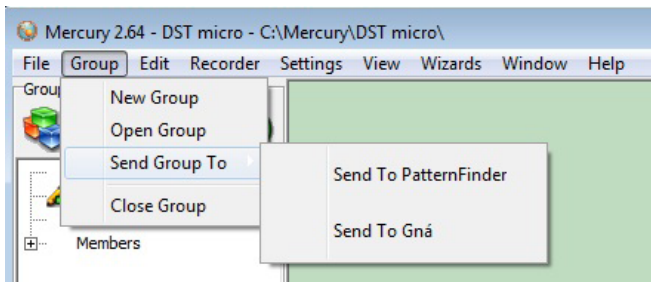 Mercury 2.64 - DST micro - C:\Mercury\DST micro\
File Group Edit Recorder Settings View Wizards Window Help
Group
New Group
Open Group
Send Group To
Close Group
Send To PatternFinder
Send To Gná
Members